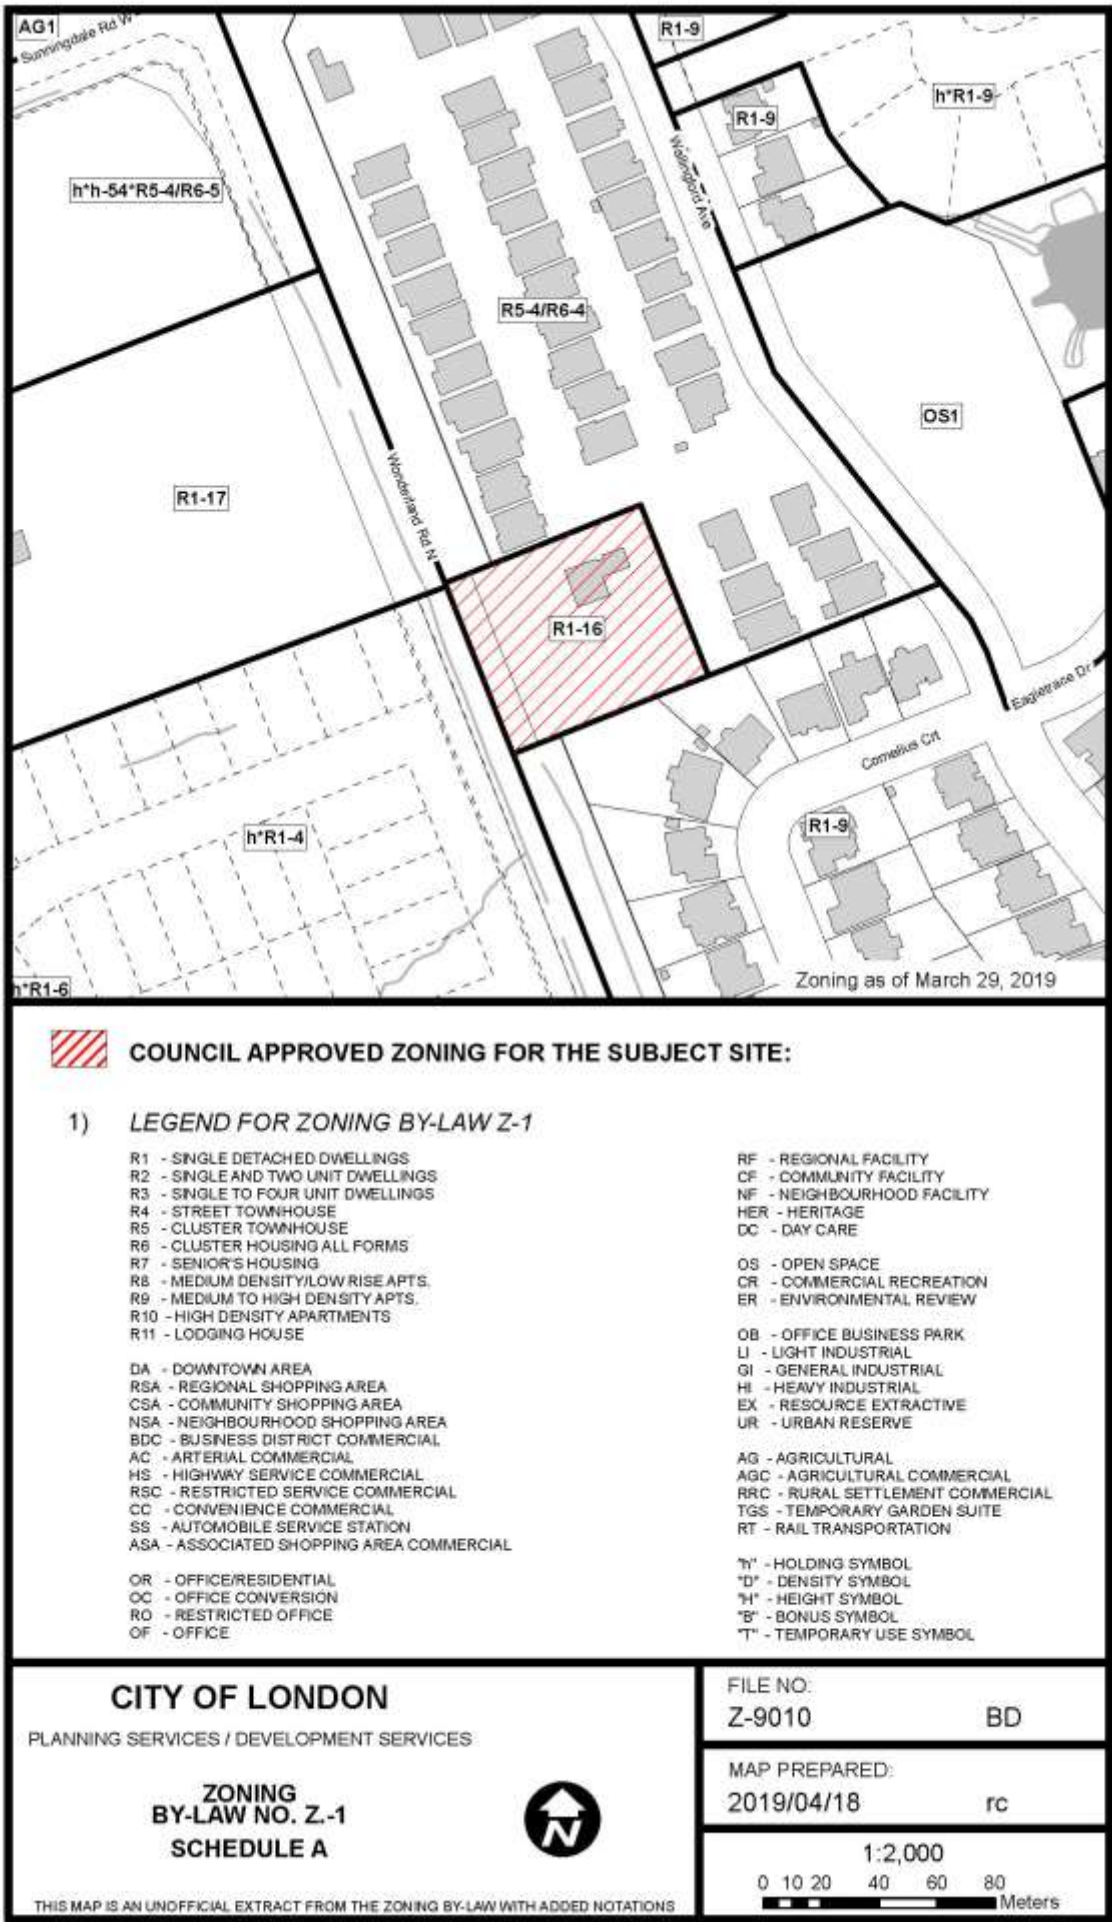 AG1
Sunningdale Rd W
R1-9
h*R1-9
R1-9
Wallingford Ave
h*h-54*R5-4/R6-5
R5-4/R6-4
OS1
R1-17
Wonderland Rd N
R1-16
Eagletrace Dr
Cornelius Crt
R1-9
h*R1-4
h*R1-6
Zoning as of March 29, 2019
COUNCIL APPROVED ZONING FOR THE SUBJECT SITE:
1) LEGEND FOR ZONING BY-LAW Z-1
R1 - SINGLE DETACHED DWELLINGS
R2 - SINGLE AND TWO UNIT DWELLINGS
R3 - SINGLE TO FOUR UNIT DWELLINGS
R4 - STREET TOWNHOUSE
R5 - CLUSTER TOWNHOUSE
R6 - CLUSTER HOUSING ALL FORMS
R7 - SENIOR'S HOUSING
R8 - MEDIUM DENSITY/LOW RISE APTS.
R9 - MEDIUM TO HIGH DENSITY APTS.
R10 - HIGH DENSITY APARTMENTS
R11 - LODGING HOUSE
DA - DOWNTOWN AREA
RSA - REGIONAL SHOPPING AREA
CSA - COMMUNITY SHOPPING AREA
NSA - NEIGHBOURHOOD SHOPPING AREA
BDC - BUSINESS DISTRICT COMMERCIAL
AC - ARTERIAL COMMERCIAL
HS - HIGHWAY SERVICE COMMERCIAL
RSC - RESTRICTED SERVICE COMMERCIAL
CC - CONVENIENCE COMMERCIAL
SS - AUTOMOBILE SERVICE STATION
ASA - ASSOCIATED SHOPPING AREA COMMERCIAL
OR - OFFICE/RESIDENTIAL
OC - OFFICE CONVERSION
RO - RESTRICTED OFFICE
OF - OFFICE
RF - REGIONAL FACILITY
CF - COMMUNITY FACILITY
NF - NEIGHBOURHOOD FACILITY
HER - HERITAGE
DC - DAY CARE
OS - OPEN SPACE
CR - COMMERCIAL RECREATION
ER - ENVIRONMENTAL REVIEW
OB - OFFICE BUSINESS PARK
LI - LIGHT INDUSTRIAL
GI - GENERAL INDUSTRIAL
HI - HEAVY INDUSTRIAL
EX - RESOURCE EXTRACTIVE
UR - URBAN RESERVE
AG - AGRICULTURAL
AGC - AGRICULTURAL COMMERCIAL
RRC - RURAL SETTLEMENT COMMERCIAL
TGS - TEMPORARY GARDEN SUITE
RT - RAIL TRANSPORTATION
"h" - HOLDING SYMBOL
"D" - DENSITY SYMBOL
"H" - HEIGHT SYMBOL
"B" - BONUS SYMBOL
"T" - TEMPORARY USE SYMBOL
CITY OF LONDON
PLANNING SERVICES / DEVELOPMENT SERVICES
ZONING
BY-LAW NO. Z.-1
SCHEDULE A
N
THIS MAP IS AN UNOFFICIAL EXTRACT FROM THE ZONING BY-LAW WITH ADDED NOTATIONS
FILE NO:
Z-9010 BD
MAP PREPARED:
2019/04/18 rc
1:2,000
0 10 20 40 60 80
Meters